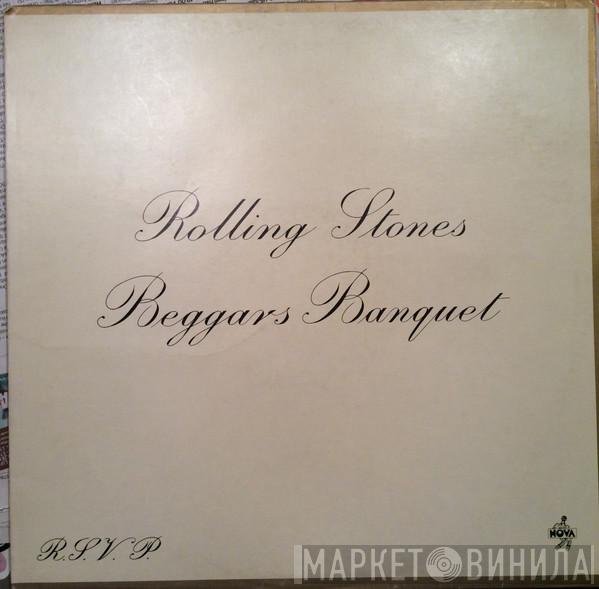 Rolling Stones
Beggars Banquet
R.S.V.P.
NOVA
МАРКЕТ ВИНИЛА